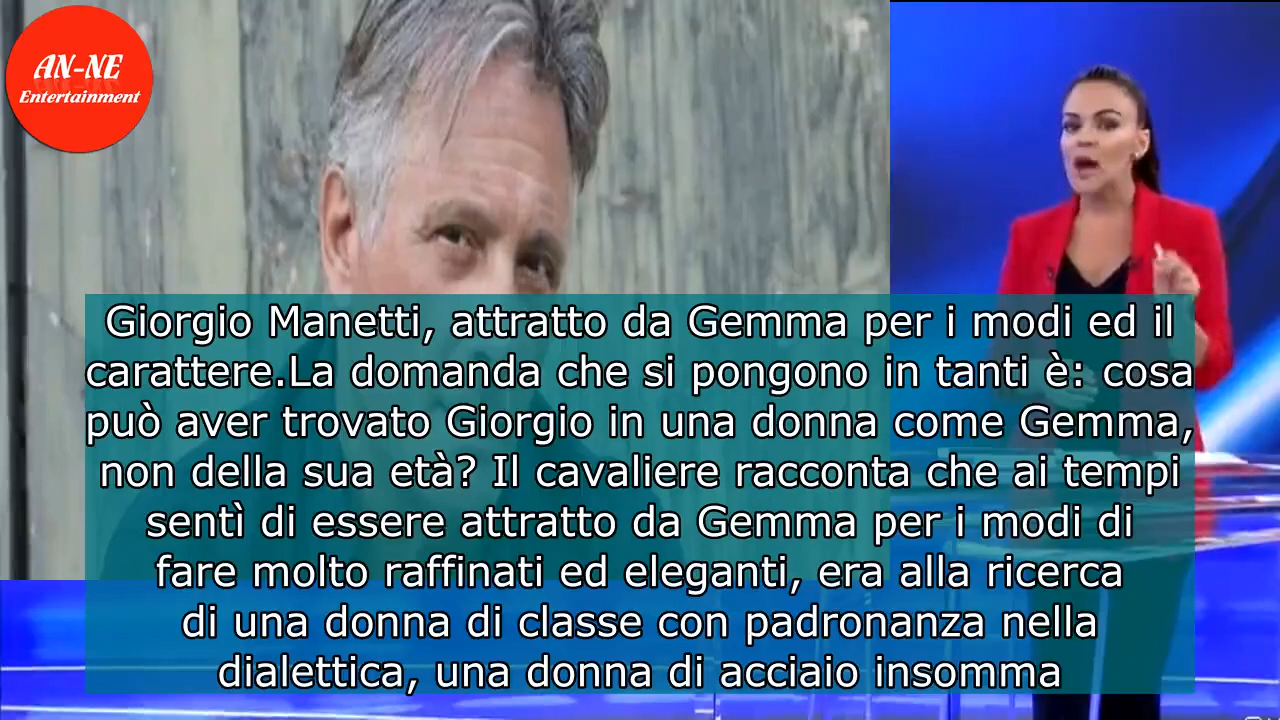 AN-NE
Entertainment
Giorgio Manetti, attratto da Gemma per i modi ed il
carattere.La domanda che si pongono in tanti è: cosa
può aver trovato Giorgio in una donna come Gemma,
non della sua età? Il cavaliere racconta che ai tempi
sentì di essere attratto da Gemma per i modi di
fare molto raffinati ed eleganti, era alla ricerca
di una donna di classe con padronanza nella
dialettica, una donna di acciaio insomma